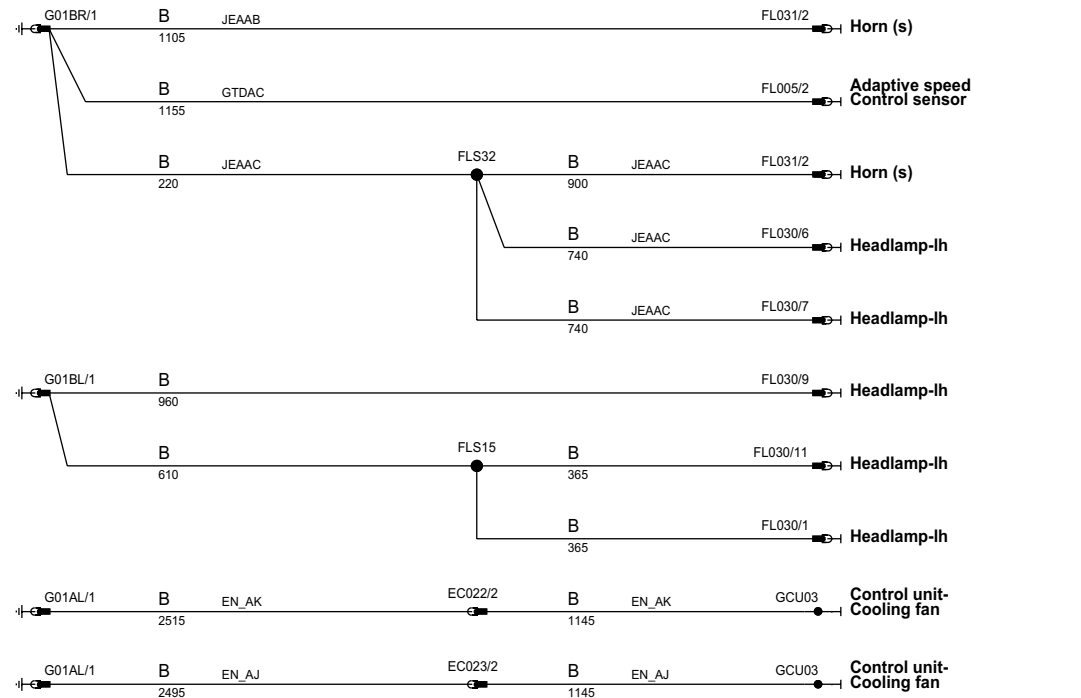 G01BR/1 B JEAAB FL031/2 Horn (s)
1105
B GTDAC FL005/2 Adaptive speed
1155 Control sensor
B JEAAC FLS32 B JEAAC FL031/2 Horn (s)
220 900
B JEAAC FL030/6 Headlamp-lh
740
B JEAAC FL030/7 Headlamp-lh
740
G01BL/1 B FL030/9 Headlamp-lh
960
B FLS15 B FL030/11 Headlamp-lh
610 365
B FL030/1 Headlamp-lh
365
G01AL/1 B EN_AK EC022/2 B EN_AK GCU03 Control unit-
2515 1145 Cooling fan
G01AL/1 B EN_AJ EC023/2 B EN_AJ GCU03 Control unit-
2495 1145 Cooling fan